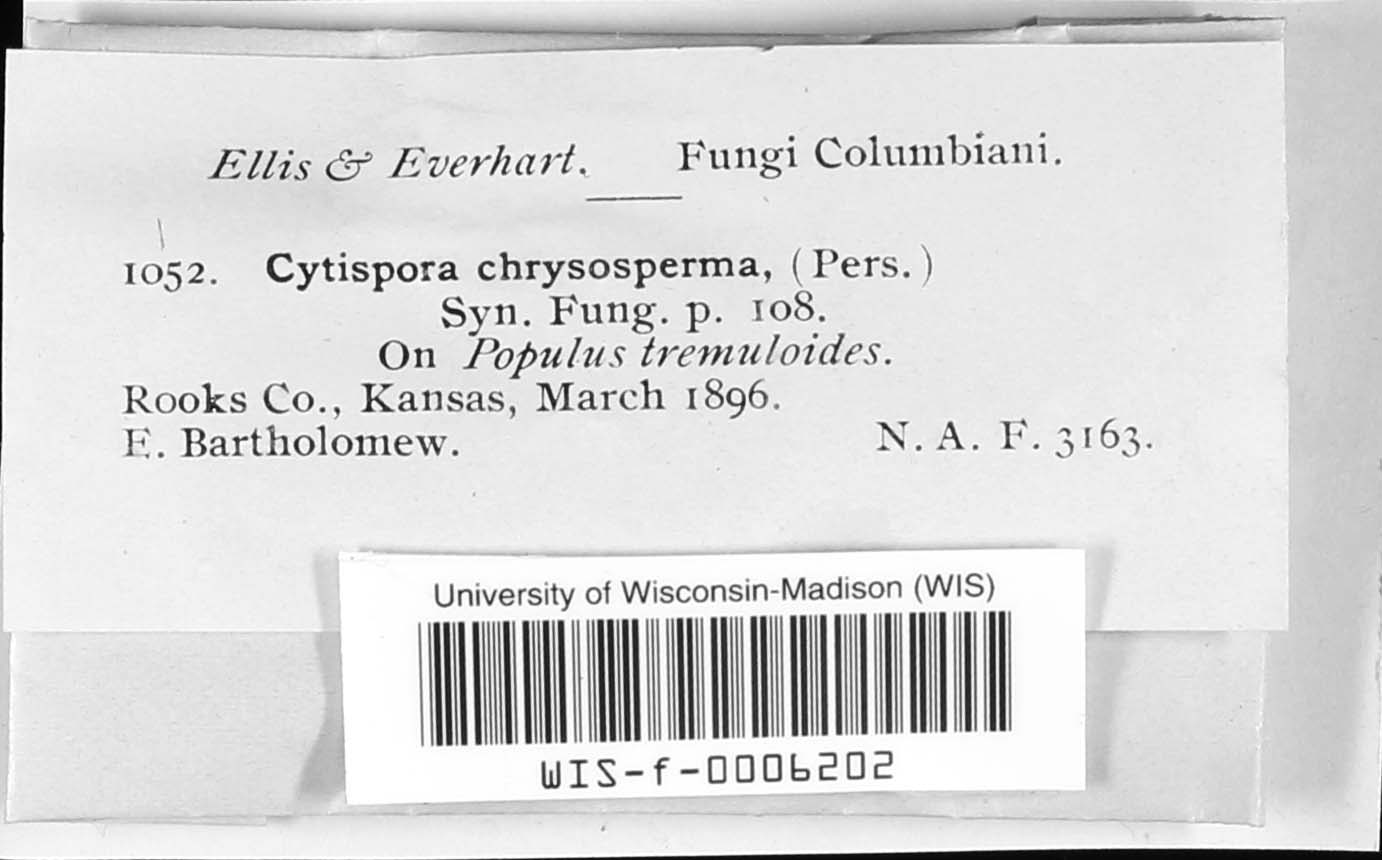 Ellis & Everhart. Fungi Columbiani.
1052. Cytispora chrysosperma, (Pers.)
Syn. Fung. p. 108.
On Populus tremuloides.
Rooks Co., Kansas, March 1896.
E. Bartholomew. N. A. F. 3163.
University of Wisconsin-Madison (WIS)
WIS-f-0006202